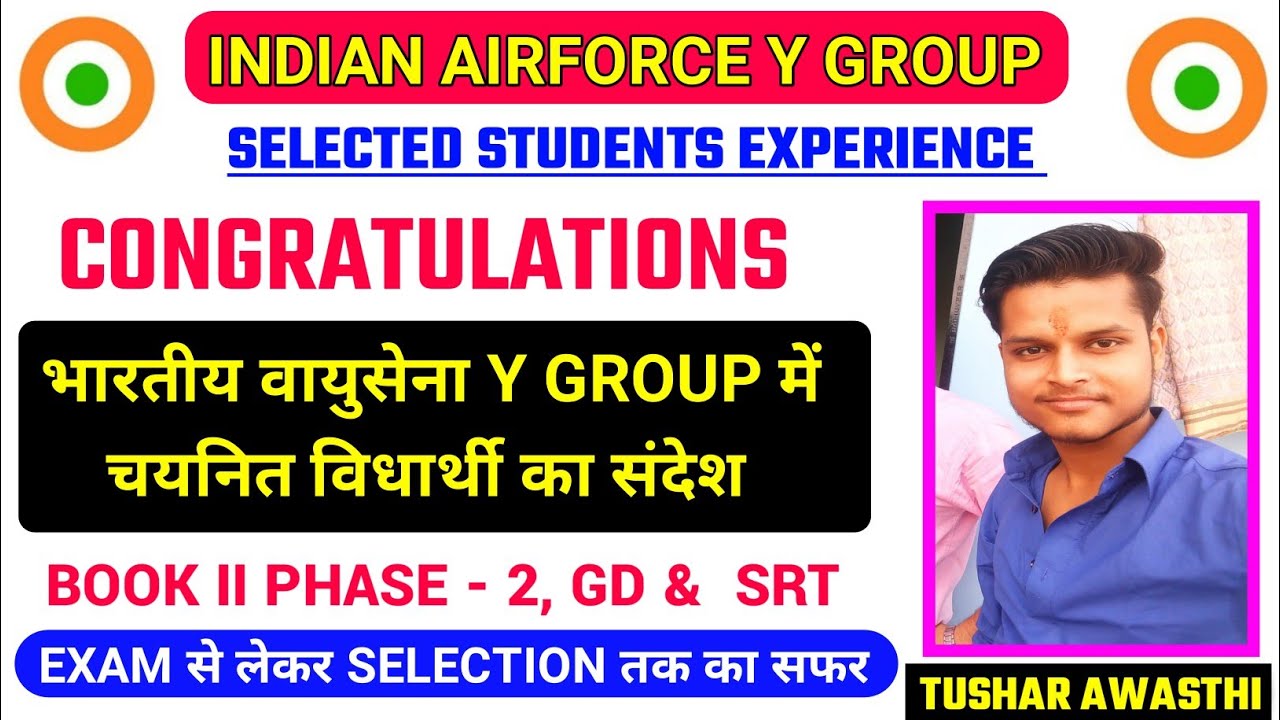 INDIAN AIRFORCE Y GROUP
SELECTED STUDENTS EXPERIENCE
CONGRATULATIONS
भारतीय वायुसेना Y GROUP में
चयनित विधार्थी का संदेश
BOOK II PHASE - 2, GD & SRT
EXAM से लेकर SELECTION तक का सफर
TUSHAR AWASTHI